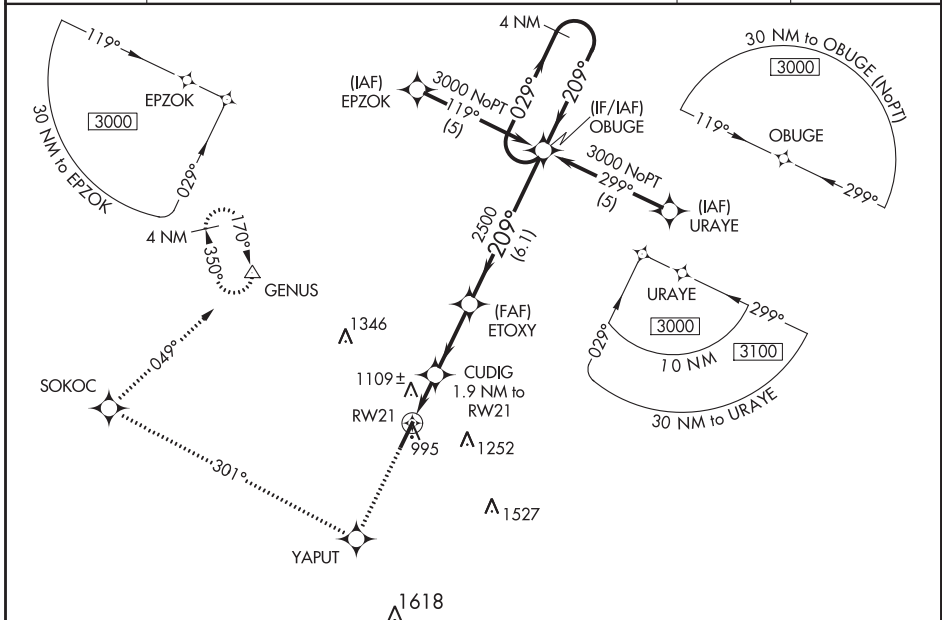 119°
EPZOK
3000
30 NM to EPZOK
029°
4 NM
170°
350°
GENUS
SOKOC
049°
301°
YAPUT
4 NM
029°
209°
(IAF)
EPZOK
3000 NoPT
119°
(5)
(IF/IAF)
OBUGE
3000 NoPT
299°
(5)
(IAF)
URAYE
2500
209°
(6.1)
(FAF)
ETOXY
1346
CUDIG
1.9 NM to
RW21
1109±
RW21
995
1252
1527
1618
30 NM to OBUGE (NoPT)
3000
119°
OBUGE
299°
URAYE
299°
3000
029°
10 NM
3100
30 NM to URAYE